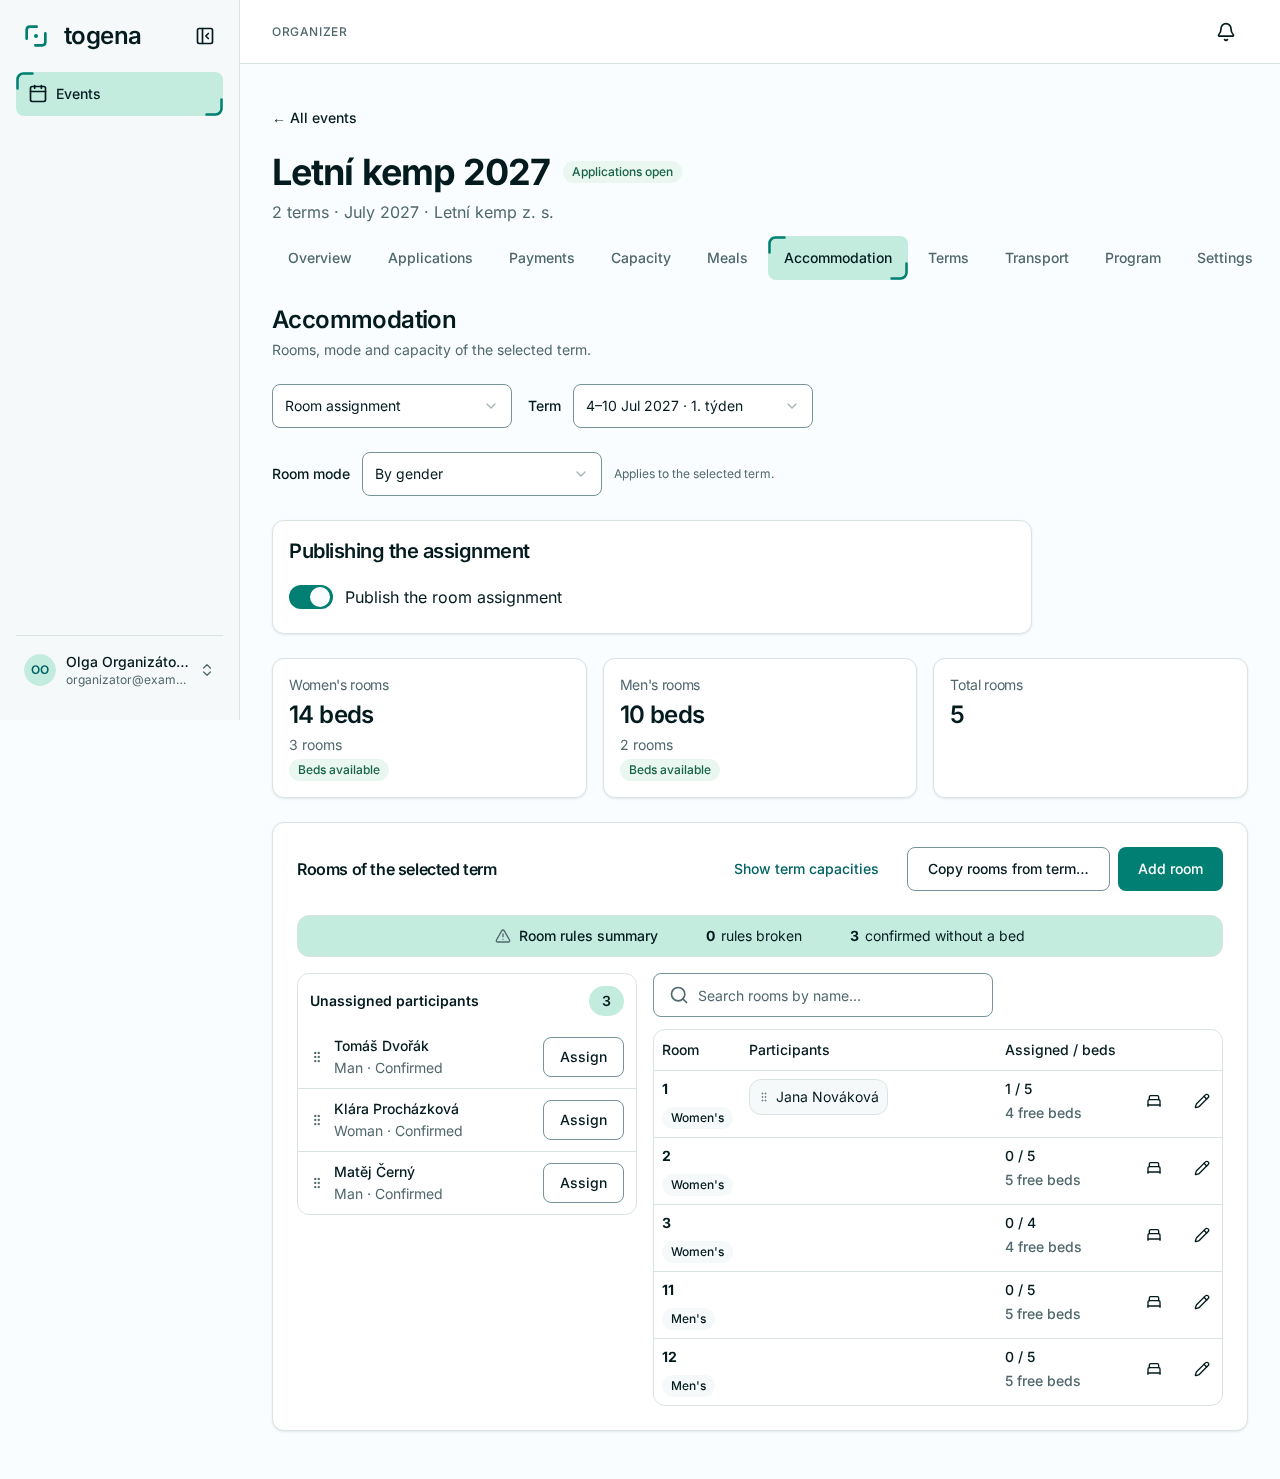 togena
Events
Olga Organizáto...
OO
organizator@exam...
ORGANIZER
← All events
Letní kemp 2027 Applications open
2 terms · July 2027 · Letní kemp z. s.
Overview Applications Payments Capacity Meals Accommodation Terms Transport Program Settings
Accommodation
Rooms, mode and capacity of the selected term.
Room assignment Term 4–10 Jul 2027 · 1. týden
Room mode By gender Applies to the selected term.
Publishing the assignment
Publish the room assignment
Women's rooms
14 beds
3 rooms
Beds available
Men's rooms
10 beds
2 rooms
Beds available
Total rooms
5
Rooms of the selected term Show term capacities Copy rooms from term... Add room
Room rules summary 0 rules broken 3 confirmed without a bed
Unassigned participants 3
Tomáš Dvořák
Man · Confirmed
Assign
Klára Procházková
Woman · Confirmed
Assign
Matěj Černý
Man · Confirmed
Assign
Search rooms by name...
Room Participants Assigned / beds
1 Jana Nováková 1 / 5
Women's 4 free beds
2 0 / 5
Women's 5 free beds
3 0 / 4
Women's 4 free beds
11 0 / 5
Men's 5 free beds
12 0 / 5
Men's 5 free beds